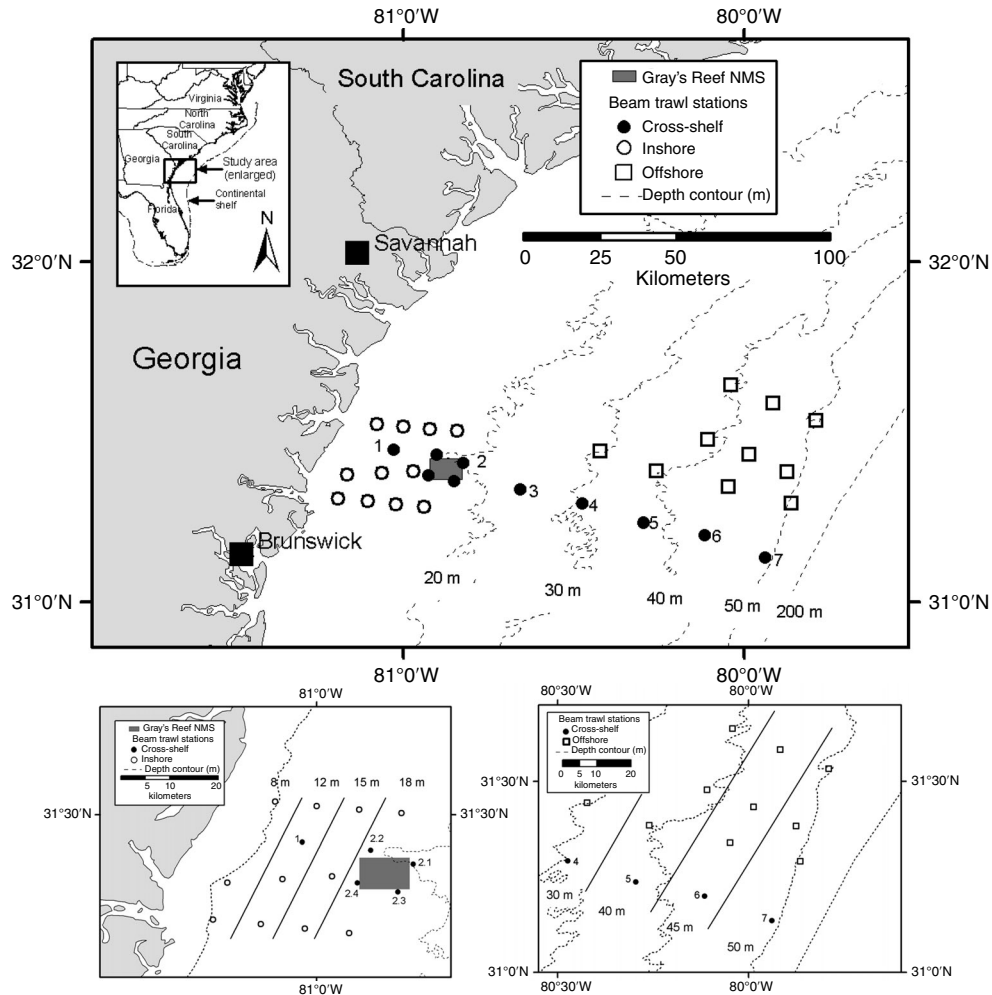 81°0'W
80°0'W
South Carolina
Gray's Reef NMS
Beam trawl stations
Cross-shelf
Inshore
Offshore
Depth contour (m)
Virginia
North
Carolina
South
Carolina
Georgia
Study area
(enlarged)
Continental
shelf
Florida
N
Savannah
32°0'N
32°0'N
0 25 50 100
Kilometers
Georgia
1
2
3
4
5
6
7
Brunswick
20 m
30 m
40 m
50 m
200 m
31°0'N
31°0'N
81°0'W
80°0'W
81°0'W
Gray's Reef NMS
Beam trawl stations
Cross-shelf
Inshore
Depth contour (m)
5 10 20
kilometers
8 m
12 m
15 m
18 m
31°30'N
1
2.2
2.1
2.4
2.3
81°0'W
80°30'W
80°0'W
Beam trawl stations
Cross-shelf
Offshore
Depth contour (m)
0 5 10 20
kilometers
31°30'N
31°30'N
4
5
6
7
30 m
40 m
45 m
50 m
31°0'N
31°0'N
80°30'W
80°0'W